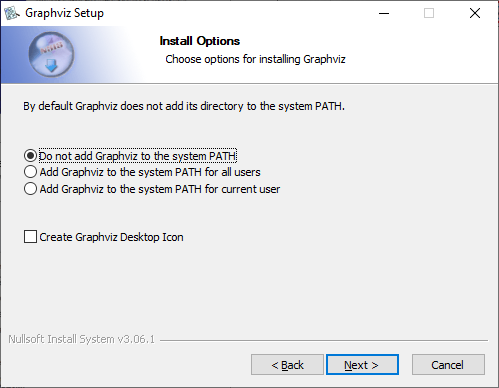 Graphviz Setup
Install Options
Choose options for installing Graphviz
By default Graphviz does not add its directory to the system PATH.
Do not add Graphviz to the system PATH
Add Graphviz to the system PATH for all users
Add Graphviz to the system PATH for current user
Create Graphviz Desktop Icon
Nullsoft Install System v3.06.1
< Back Next > Cancel